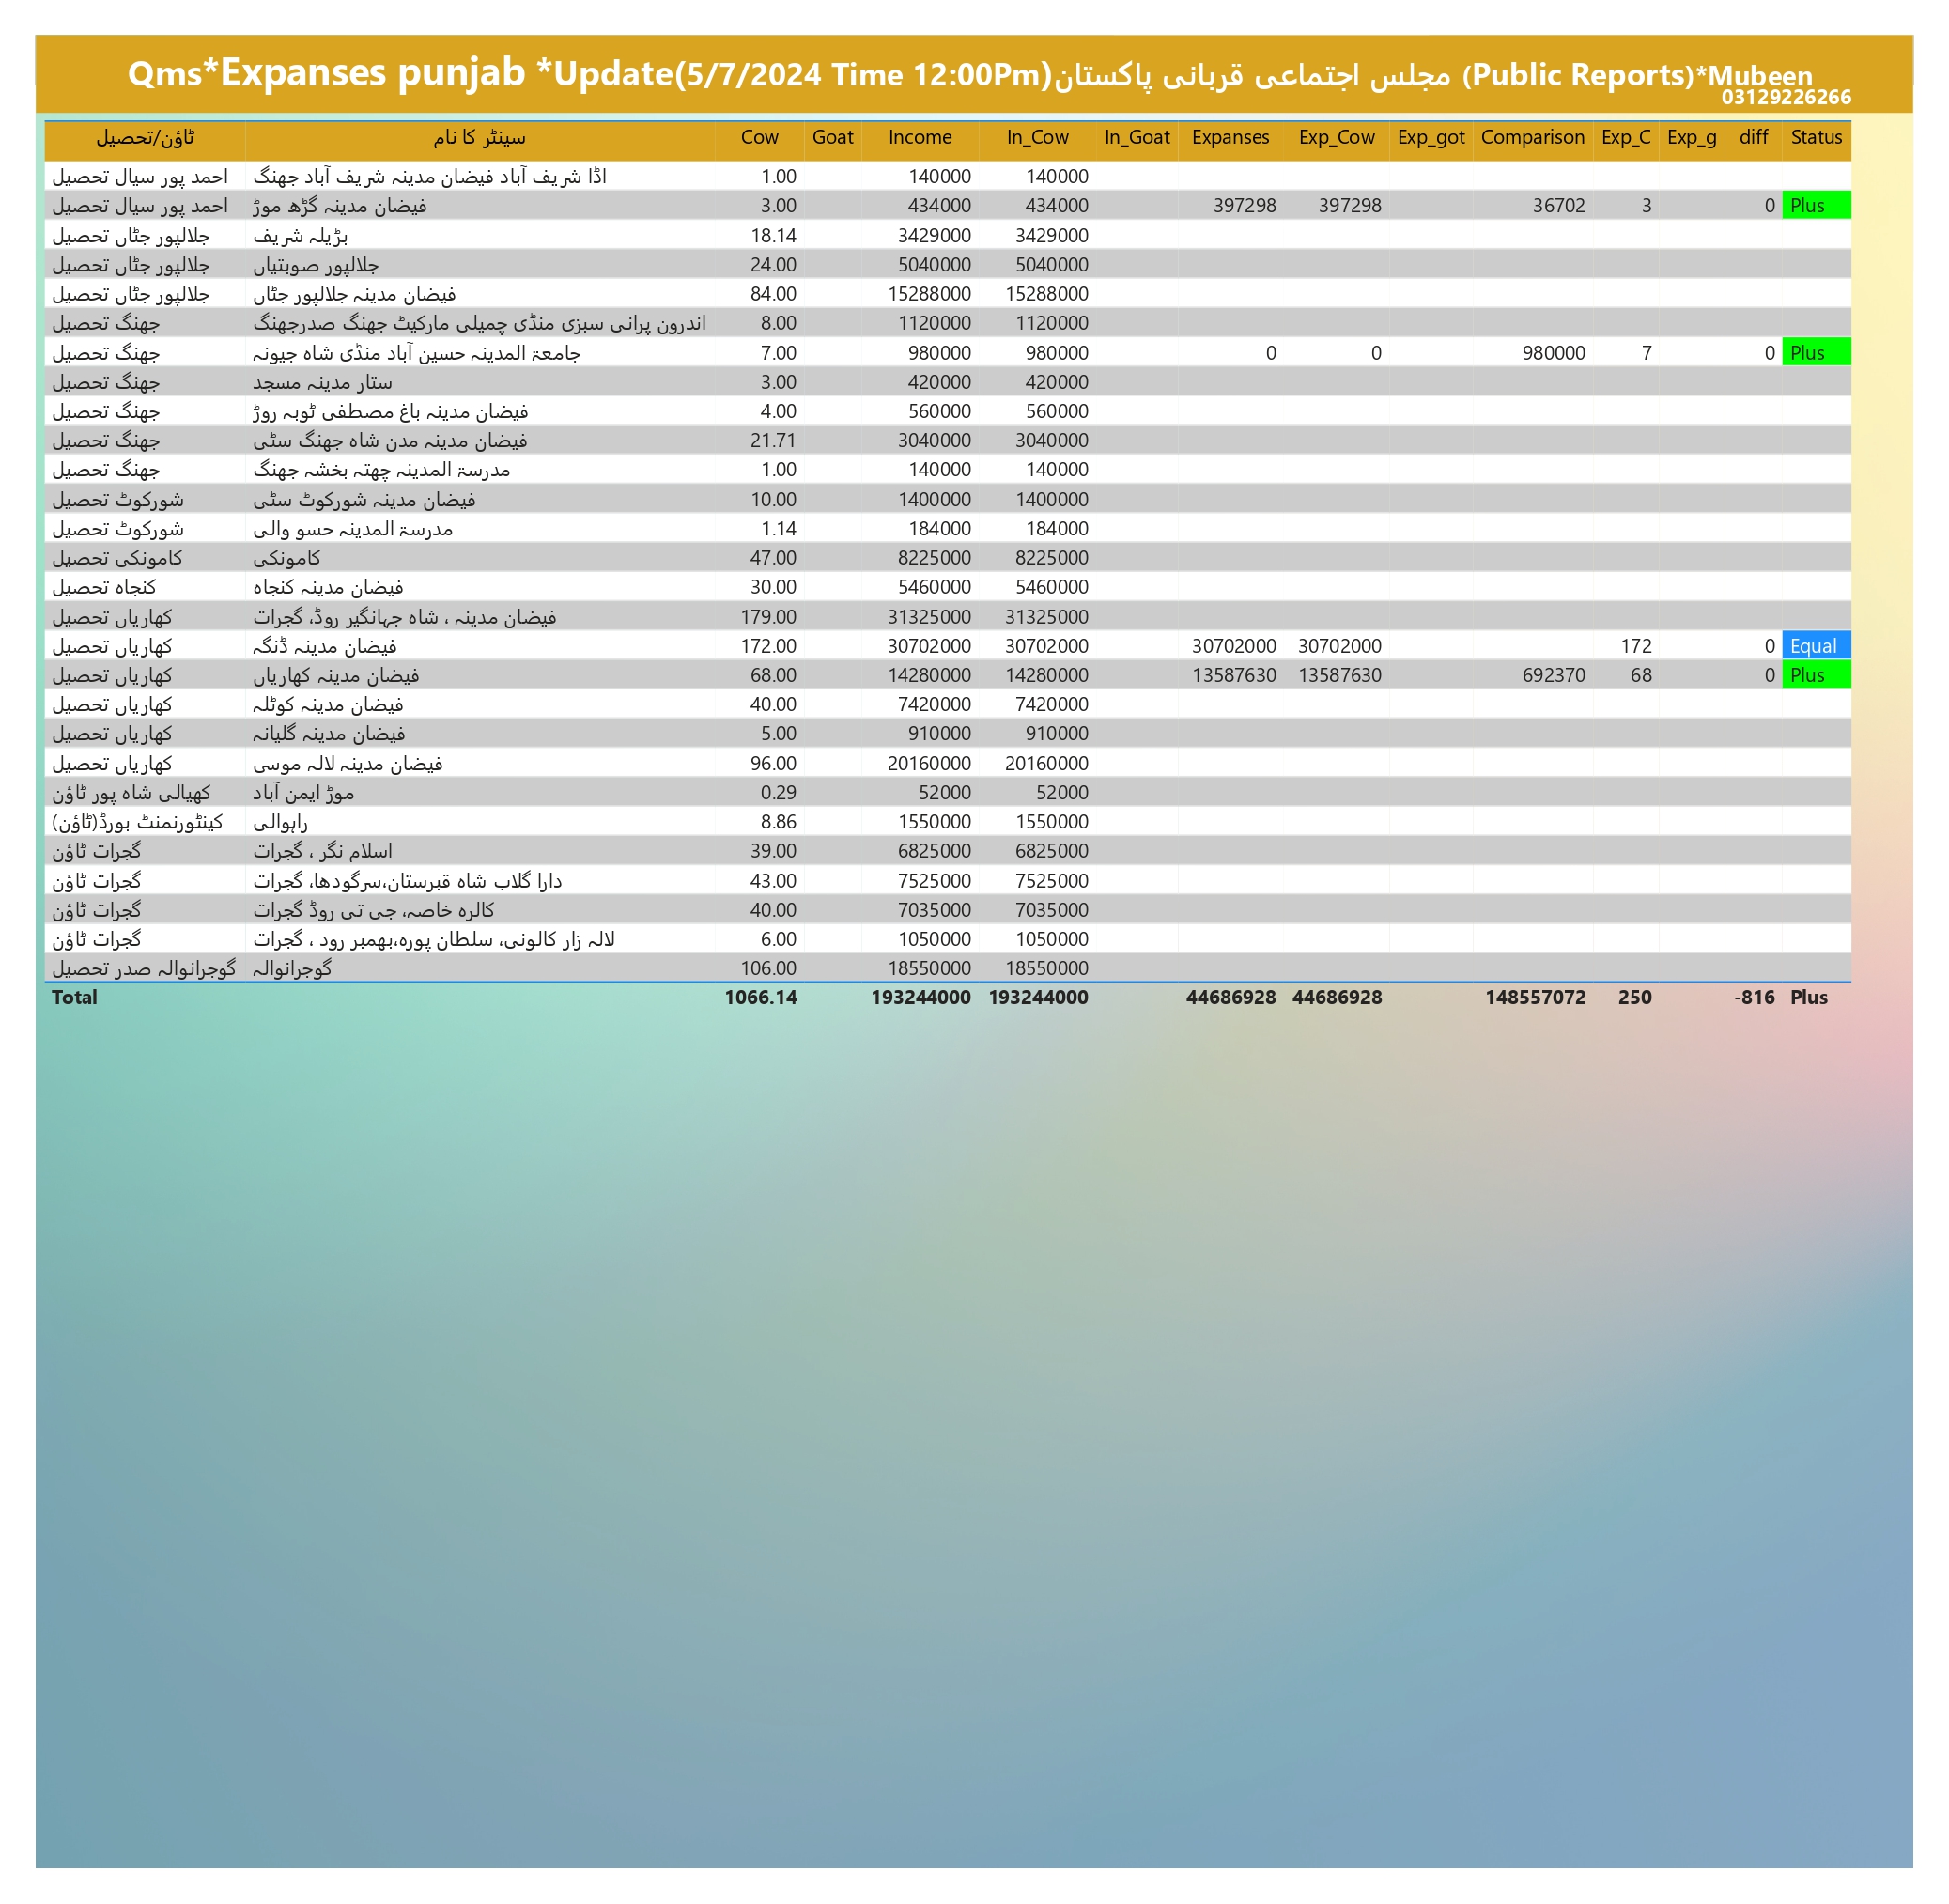 Qms*Expanses punjab *Update(5/7/2024 Time 12:00Pm)مجلس اجتماعی قربانی پاکستان (Public Reports)*Mubeen
03129226266
ٹاؤن/تحصیل سینٹر کا نام Cow Goat Income In_Cow In_Goat Expanses Exp_Cow Exp_got Comparison Exp_C Exp_g diff Status
احمد پور سیال تحصیل اڈا شریف آباد فیضان مدینہ شریف آباد جھنگ 1.00 140000 140000
احمد پور سیال تحصیل فیضان مدینہ گڑھ موڑ 3.00 434000 434000 397298 397298 36702 3 0 Plus
جلالپور جٹاں تحصیل بڑیلہ شریف 18.14 3429000 3429000
جلالپور جٹاں تحصیل جلالپور صوبتیاں 24.00 5040000 5040000
جلالپور جٹاں تحصیل فیضان مدینہ جلالپور جٹاں 84.00 15288000 15288000
جھنگ تحصیل اندرون پرانی سبزی منڈی چمیلی مارکیٹ جھنگ صدرجھنگ 8.00 1120000 1120000
جھنگ تحصیل جامعۃ المدینہ حسین آباد منڈی شاہ جیونہ 7.00 980000 980000 0 0 980000 7 0 Plus
جھنگ تحصیل ستار مدینہ مسجد 3.00 420000 420000
جھنگ تحصیل فیضان مدینہ باغ مصطفی ٹوبہ روڑ 4.00 560000 560000
جھنگ تحصیل فیضان مدینہ مدن شاہ جھنگ سٹی 21.71 3040000 3040000
جھنگ تحصیل مدرسۃ المدینہ چھتہ بخشہ جھنگ 1.00 140000 140000
شورکوٹ تحصیل فیضان مدینہ شورکوٹ سٹی 10.00 1400000 1400000
شورکوٹ تحصیل مدرسۃ المدینہ حسو والی 1.14 184000 184000
کامونکی تحصیل کامونکی 47.00 8225000 8225000
کنجاہ تحصیل فیضان مدینہ کنجاہ 30.00 5460000 5460000
کھاریاں تحصیل فیضان مدینہ ، شاہ جہانگیر روڈ، گجرات 179.00 31325000 31325000
کھاریاں تحصیل فیضان مدینہ ڈنگہ 172.00 30702000 30702000 30702000 30702000 172 0 Equal
کھاریاں تحصیل فیضان مدینہ کھاریاں 68.00 14280000 14280000 13587630 13587630 692370 68 0 Plus
کھاریاں تحصیل فیضان مدینہ کوٹلہ 40.00 7420000 7420000
کھاریاں تحصیل فیضان مدینہ گلیانہ 5.00 910000 910000
کھاریاں تحصیل فیضان مدینہ لالہ موسی 96.00 20160000 20160000
کھیالی شاہ پور ٹاؤن موڑ ایمن آباد 0.29 52000 52000
کینٹورنمنٹ بورڈ(ٹاؤن) راہوالی 8.86 1550000 1550000
گجرات ٹاؤن اسلام نگر ، گجرات 39.00 6825000 6825000
گجرات ٹاؤن دارا گلاب شاہ قبرستان،سرگودھا، گجرات 43.00 7525000 7525000
گجرات ٹاؤن کالرہ خاصہ، جی تی روڈ گجرات 40.00 7035000 7035000
گجرات ٹاؤن لالہ زار کالونی، سلطان پورہ،بھمبر رود ، گجرات 6.00 1050000 1050000
گوجرانوالہ صدر تحصیل گوجرانوالہ 106.00 18550000 18550000
Total 1066.14 193244000 193244000 44686928 44686928 148557072 250 -816 Plus